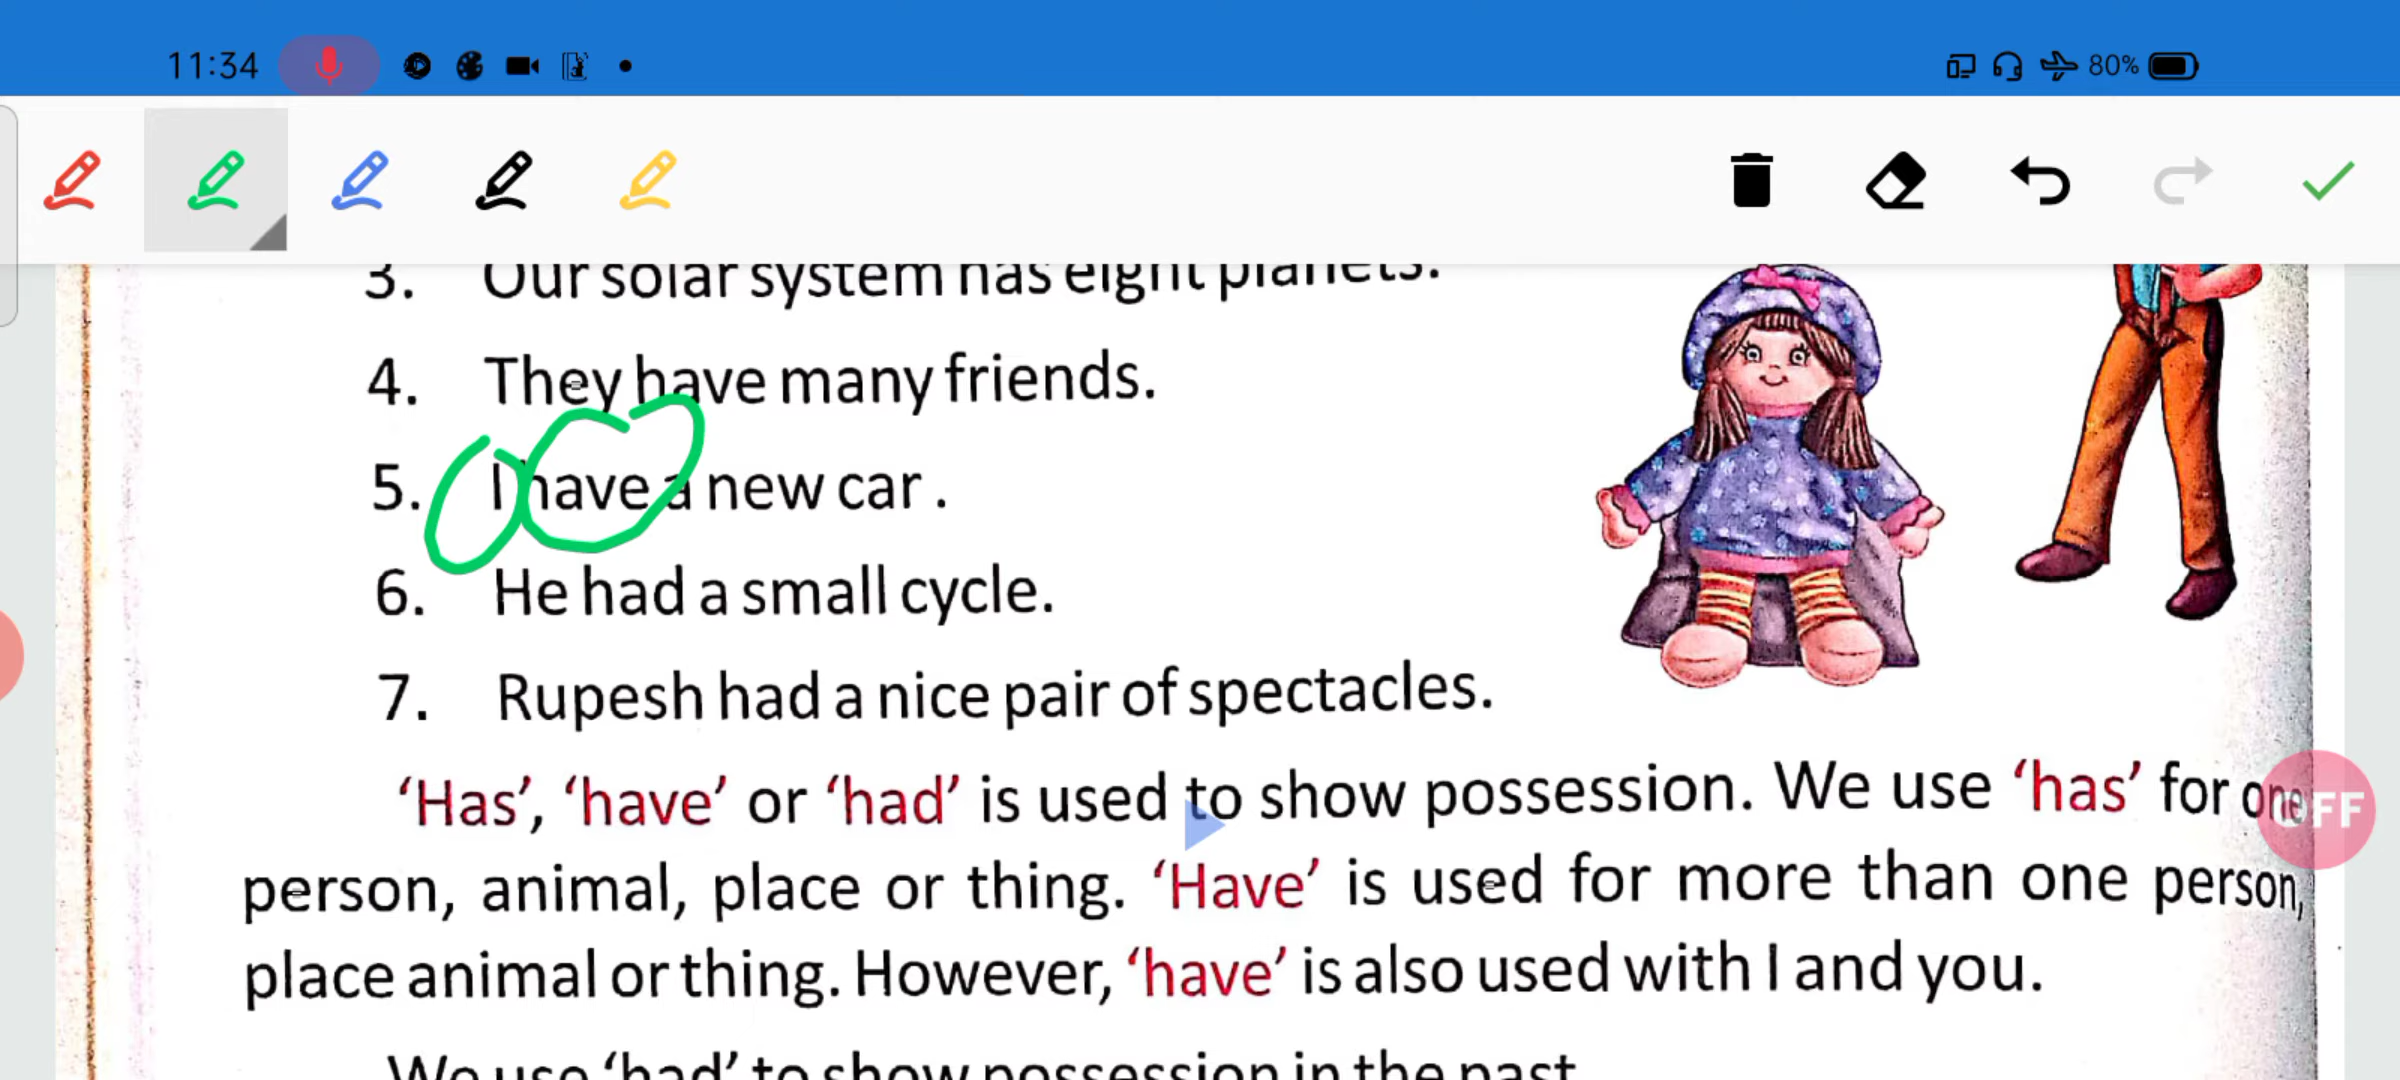 11:34 80%
3. Our solar system has eight planets.
4. They have many friends.
5. I have a new car .
6. He had a small cycle.
7. Rupesh had a nice pair of spectacles.
‘Has’, ‘have’ or ‘had’ is used to show possession. We use ‘has’ for one
OFF
person, animal, place or thing. ‘Have’ is used for more than one person,
place animal or thing. However, ‘have’ is also used with I and you.
We use ‘had’ to show possession in the past